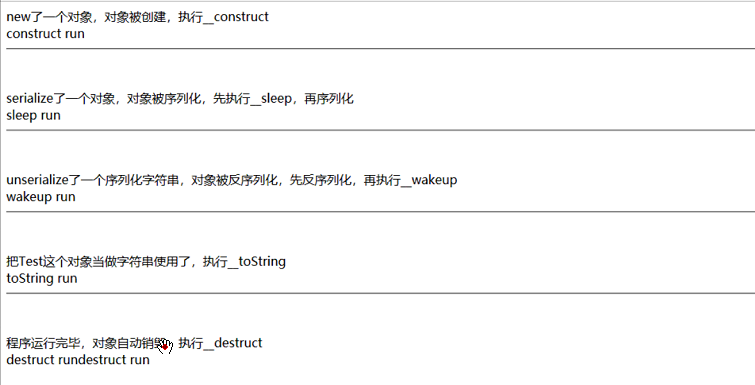 new了一个对象，对象被创建，执行__construct
construct run
serialize了一个对象，对象被序列化，先执行__sleep，再序列化
sleep run
unserialize了一个序列化字符串，对象被反序列化，先反序列化，再执行__wakeup
wakeup run
把Test这个对象当做字符串使用了，执行__toString
toString run
程序运行完毕，对象自动销毁，执行__destruct
destruct rundestruct run